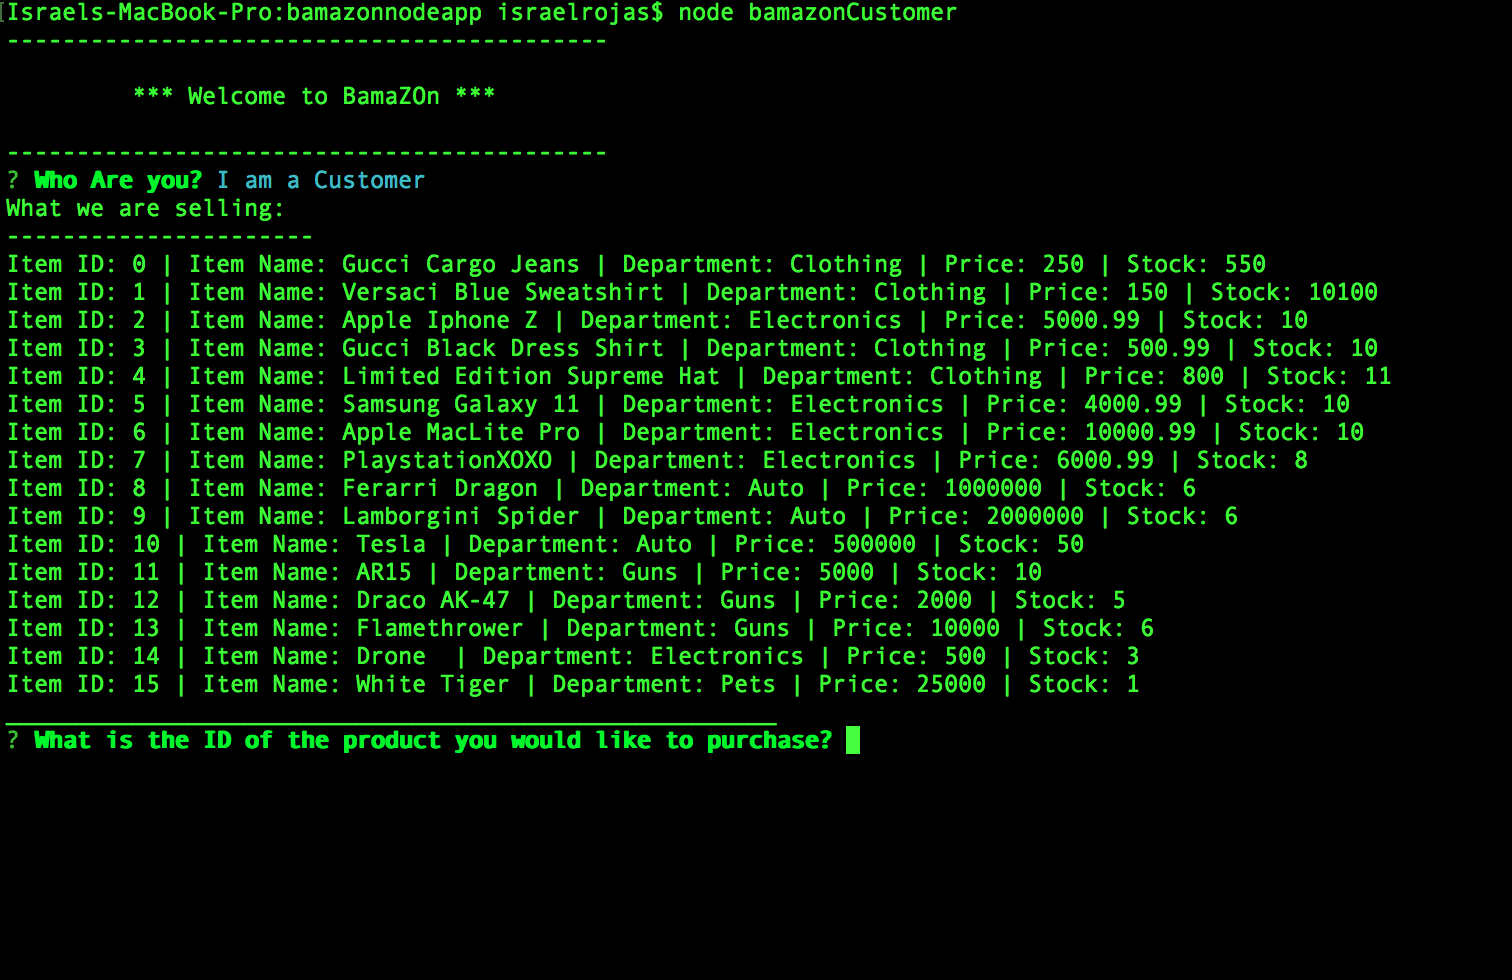 Israels-MacBook-Pro:bamazonnodeapp israelrojas$ node bamazonCustomer
-------------------------------------------
*** Welcome to BamaZOn ***
-------------------------------------------
? Who Are you? I am a Customer
What we are selling:
----------------------
Item ID: 0 | Item Name: Gucci Cargo Jeans | Department: Clothing | Price: 250 | Stock: 550
Item ID: 1 | Item Name: Versaci Blue Sweatshirt | Department: Clothing | Price: 150 | Stock: 10100
Item ID: 2 | Item Name: Apple Iphone Z | Department: Electronics | Price: 5000.99 | Stock: 10
Item ID: 3 | Item Name: Gucci Black Dress Shirt | Department: Clothing | Price: 500.99 | Stock: 10
Item ID: 4 | Item Name: Limited Edition Supreme Hat | Department: Clothing | Price: 800 | Stock: 11
Item ID: 5 | Item Name: Samsung Galaxy 11 | Department: Electronics | Price: 4000.99 | Stock: 10
Item ID: 6 | Item Name: Apple MacLite Pro | Department: Electronics | Price: 10000.99 | Stock: 10
Item ID: 7 | Item Name: PlaystationXOXO | Department: Electronics | Price: 6000.99 | Stock: 8
Item ID: 8 | Item Name: Ferarri Dragon | Department: Auto | Price: 1000000 | Stock: 6
Item ID: 9 | Item Name: Lamborgini Spider | Department: Auto | Price: 2000000 | Stock: 6
Item ID: 10 | Item Name: Tesla | Department: Auto | Price: 500000 | Stock: 50
Item ID: 11 | Item Name: AR15 | Department: Guns | Price: 5000 | Stock: 10
Item ID: 12 | Item Name: Draco AK-47 | Department: Guns | Price: 2000 | Stock: 5
Item ID: 13 | Item Name: Flamethrower | Department: Guns | Price: 10000 | Stock: 6
Item ID: 14 | Item Name: Drone  | Department: Electronics | Price: 500 | Stock: 3
Item ID: 15 | Item Name: White Tiger | Department: Pets | Price: 25000 | Stock: 1
_______________________________________________________
? What is the ID of the product you would like to purchase?